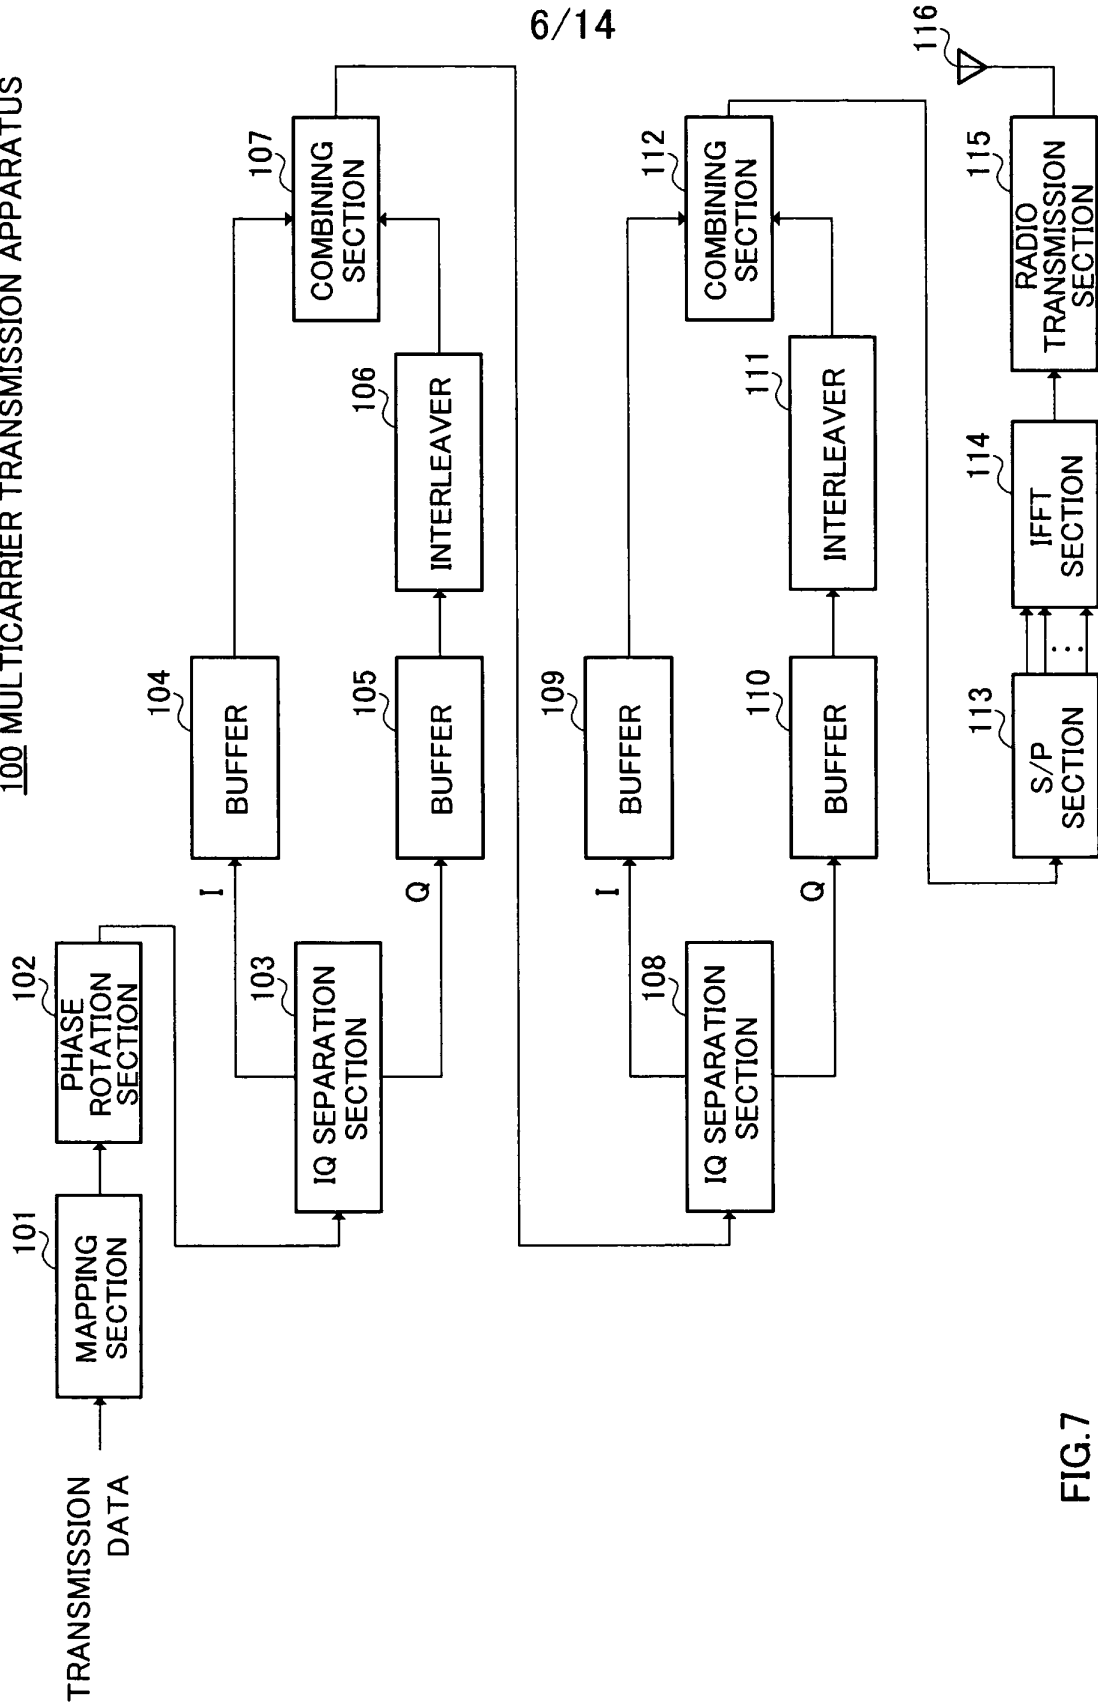 6/14
100 MULTICARRIER TRANSMISSION APPARATUS
TRANSMISSION
DATA
101
MAPPING
SECTION
102
PHASE
ROTATION
SECTION
103
IQ SEPARATION
SECTION
I
Q
104
BUFFER
105
BUFFER
106
INTERLEAVER
107
COMBINING
SECTION
108
IQ SEPARATION
SECTION
I
Q
109
BUFFER
110
BUFFER
111
INTERLEAVER
112
COMBINING
SECTION
113
S/P
SECTION
⋮
114
IFFT
SECTION
115
RADIO
TRANSMISSION
SECTION
116
FIG.7